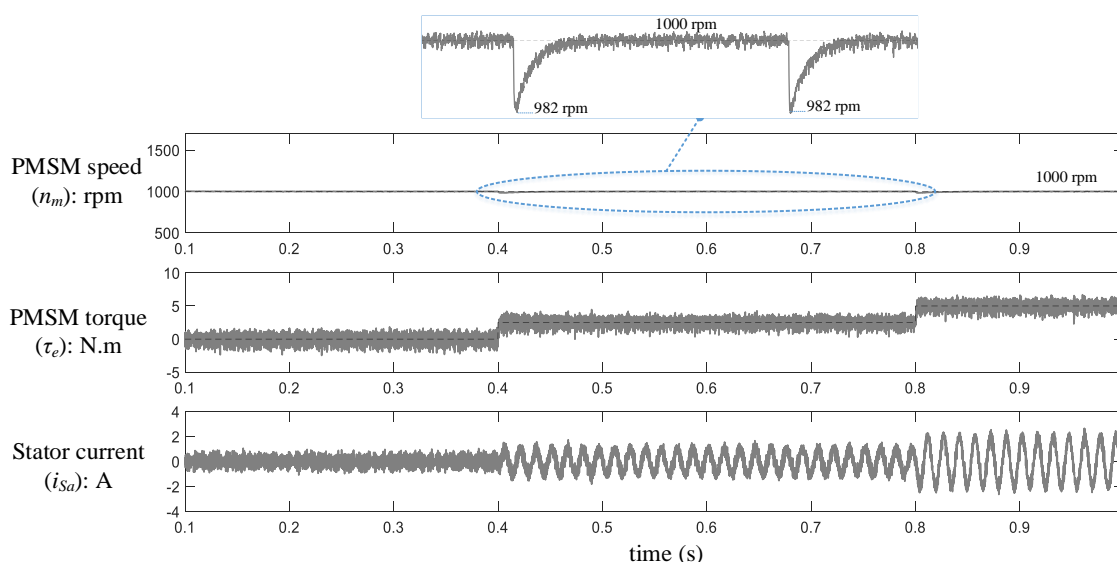 1000 rpm
982 rpm
982 rpm
PMSM speed
(nm): rpm
1500
1000
500
1000 rpm
0.1 0.2 0.3 0.4 0.5 0.6 0.7 0.8 0.9
PMSM torque
(τe): N.m
10
5
0
-5
0.1 0.2 0.3 0.4 0.5 0.6 0.7 0.8 0.9
Stator current
(iSa): A
4
2
0
-2
-4
0.1 0.2 0.3 0.4 0.5 0.6 0.7 0.8 0.9
time (s)